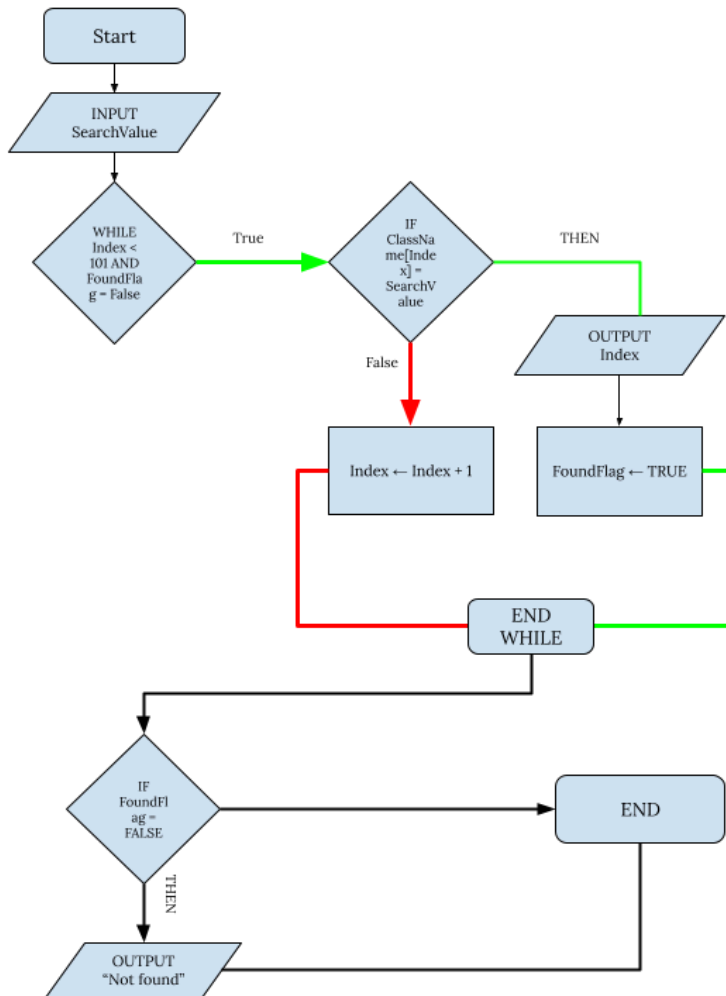 Start
INPUT
SearchValue
WHILE
Index <
101 AND
FoundFla
g = False
True
IF
ClassNa
me[Inde
x] =
SearchV
alue
THEN
OUTPUT
Index
False
Index ← Index + 1
FoundFlag ← TRUE
END
WHILE
IF
FoundFl
ag =
FALSE
END
THEN
OUTPUT
“Not found”